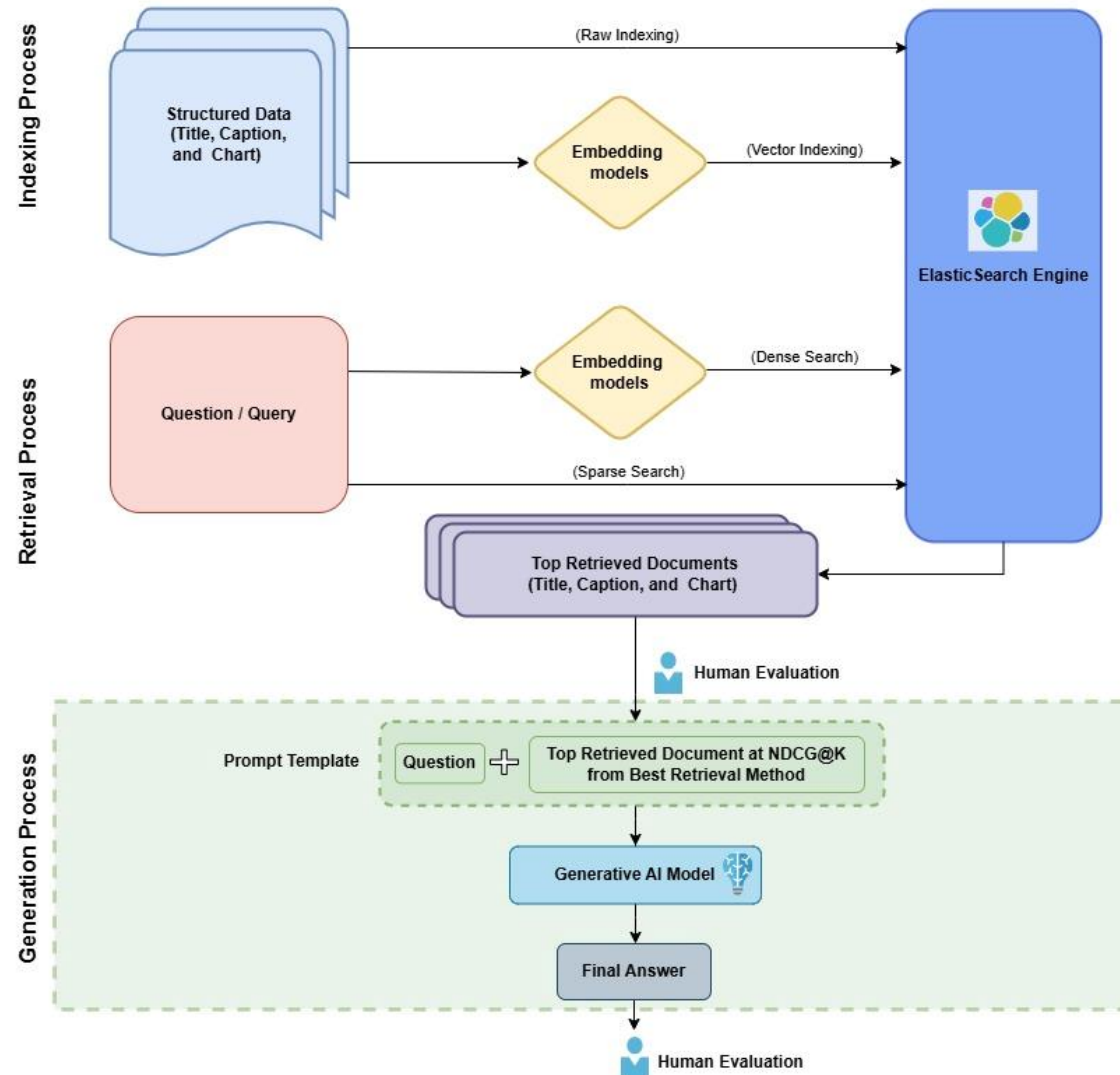 Indexing Process
(Raw Indexing)
Structured Data
(Title, Caption,
and Chart)
Embedding
models
(Vector Indexing)
ElasticSearch Engine
Retrieval Process
Question / Query
Embedding
models
(Dense Search)
(Sparse Search)
Top Retrieved Documents
(Title, Caption, and Chart)
Human Evaluation
Generation Process
Prompt Template
Question
Top Retrieved Document at NDCG@K
from Best Retrieval Method
Generative AI Model
Final Answer
Human Evaluation